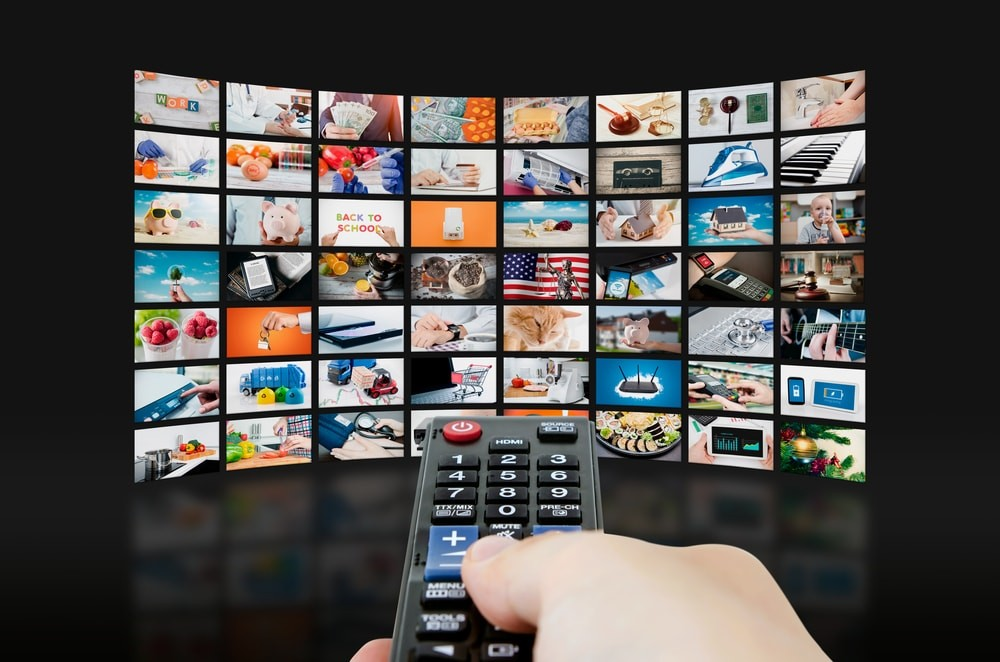 WORK
BACK TO
SCHOOL
SOURCE
HDMI
1 2 3
4 5 6
7 8 9
TTX/MIX 0 PRE-CH
MUTE
+
MENU
TOOLS